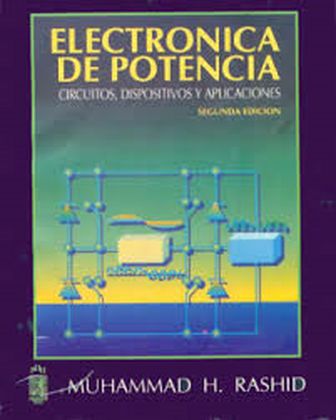 ELECTRONICA
DE POTENCIA
CIRCUITOS, DISPOSITIVOS Y APLICACIONES
SEGUNDA EDICION
MUHAMMAD H. RASHID